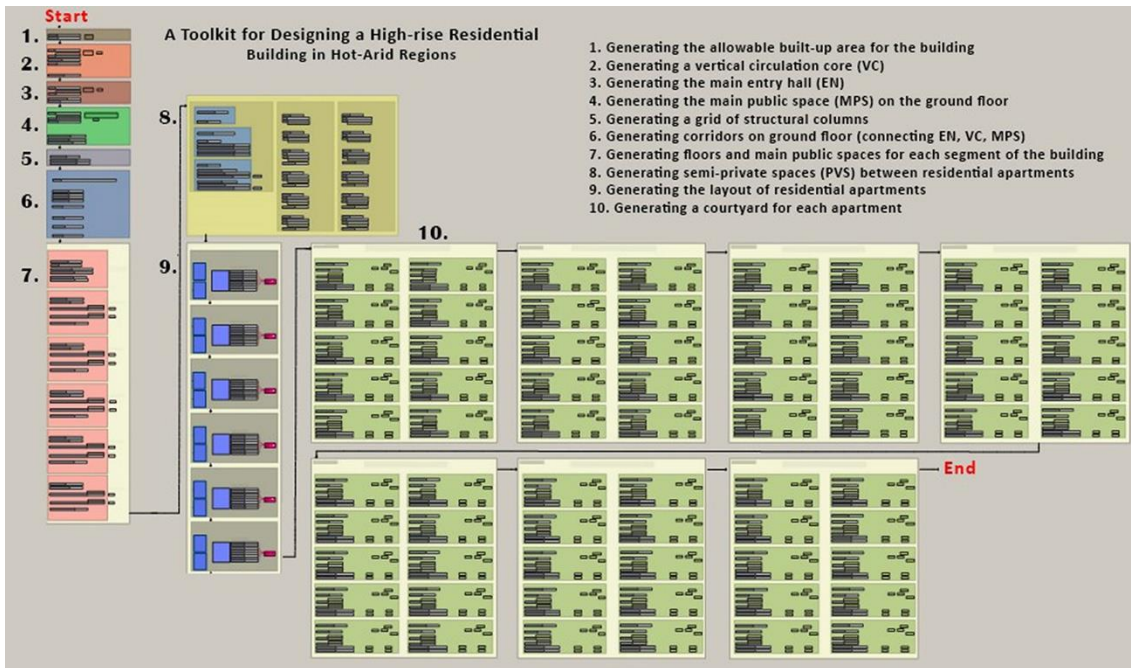 Start
A Toolkit for Designing a High-rise Residential
Building in Hot-Arid Regions
1. Generating the allowable built-up area for the building
2. Generating a vertical circulation core (VC)
3. Generating the main entry hall (EN)
4. Generating the main public space (MPS) on the ground floor
5. Generating a grid of structural columns
6. Generating corridors on ground floor (connecting EN, VC, MPS)
7. Generating floors and main public spaces for each segment of the building
8. Generating semi-private spaces (PVS) between residential apartments
9. Generating the layout of residential apartments
10. Generating a courtyard for each apartment
1.
2.
3.
4.
5.
6.
7.
8.
9.
10.
End